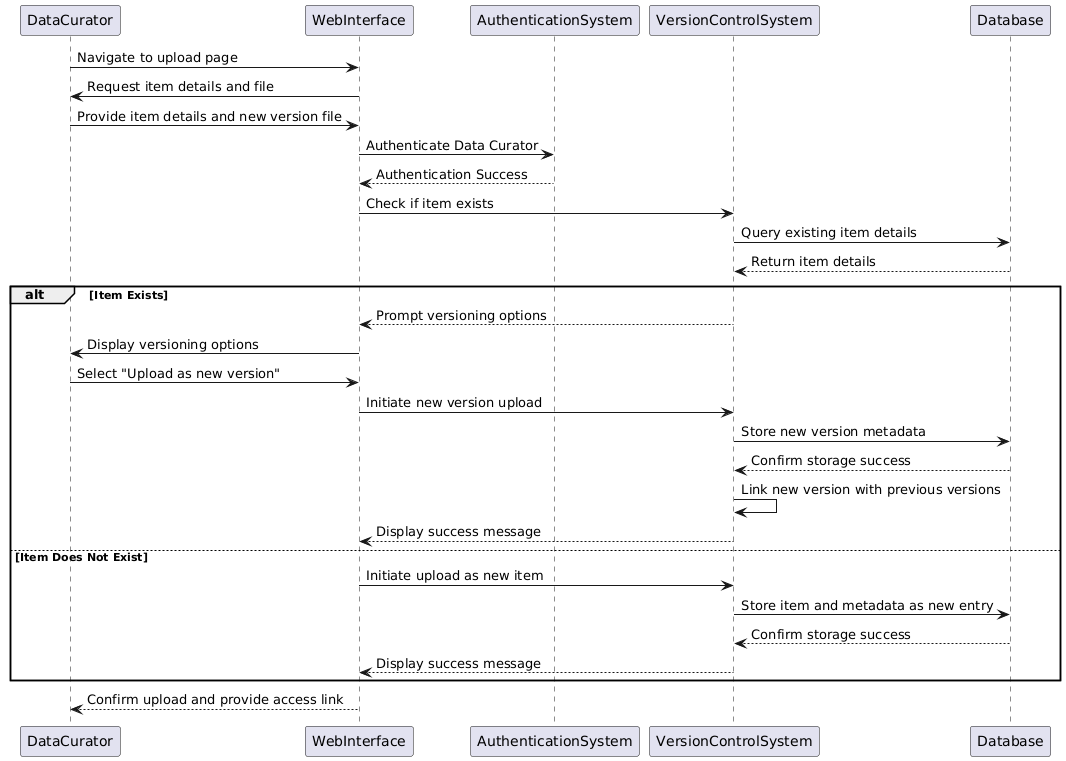 DataCurator WebInterface AuthenticationSystem VersionControlSystem Database
Navigate to upload page
Request item details and file
Provide item details and new version file
Authenticate Data Curator
Authentication Success
Check if item exists
Query existing item details
Return item details
alt [Item Exists]
Prompt versioning options
Display versioning options
Select "Upload as new version"
Initiate new version upload
Store new version metadata
Confirm storage success
Link new version with previous versions
Display success message
[Item Does Not Exist]
Initiate upload as new item
Store item and metadata as new entry
Confirm storage success
Display success message
Confirm upload and provide access link
DataCurator WebInterface AuthenticationSystem VersionControlSystem Database